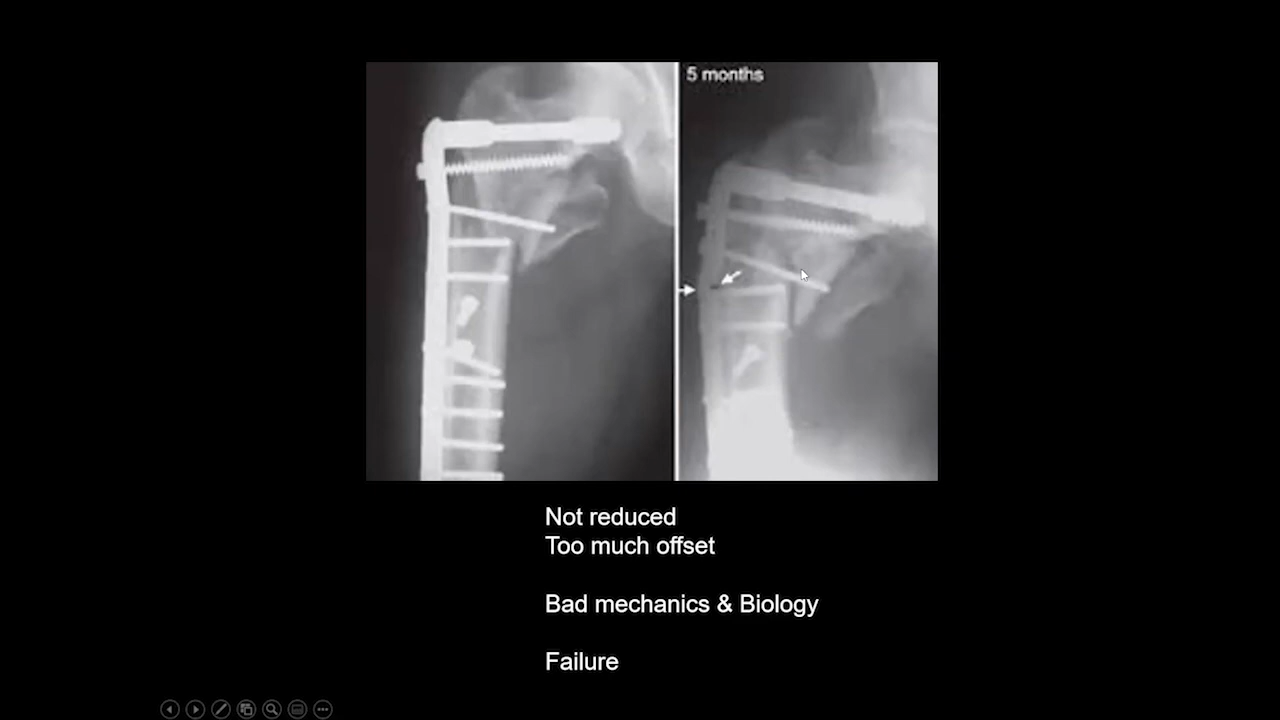 5 months
Not reduced
Too much offset
Bad mechanics & Biology
Failure